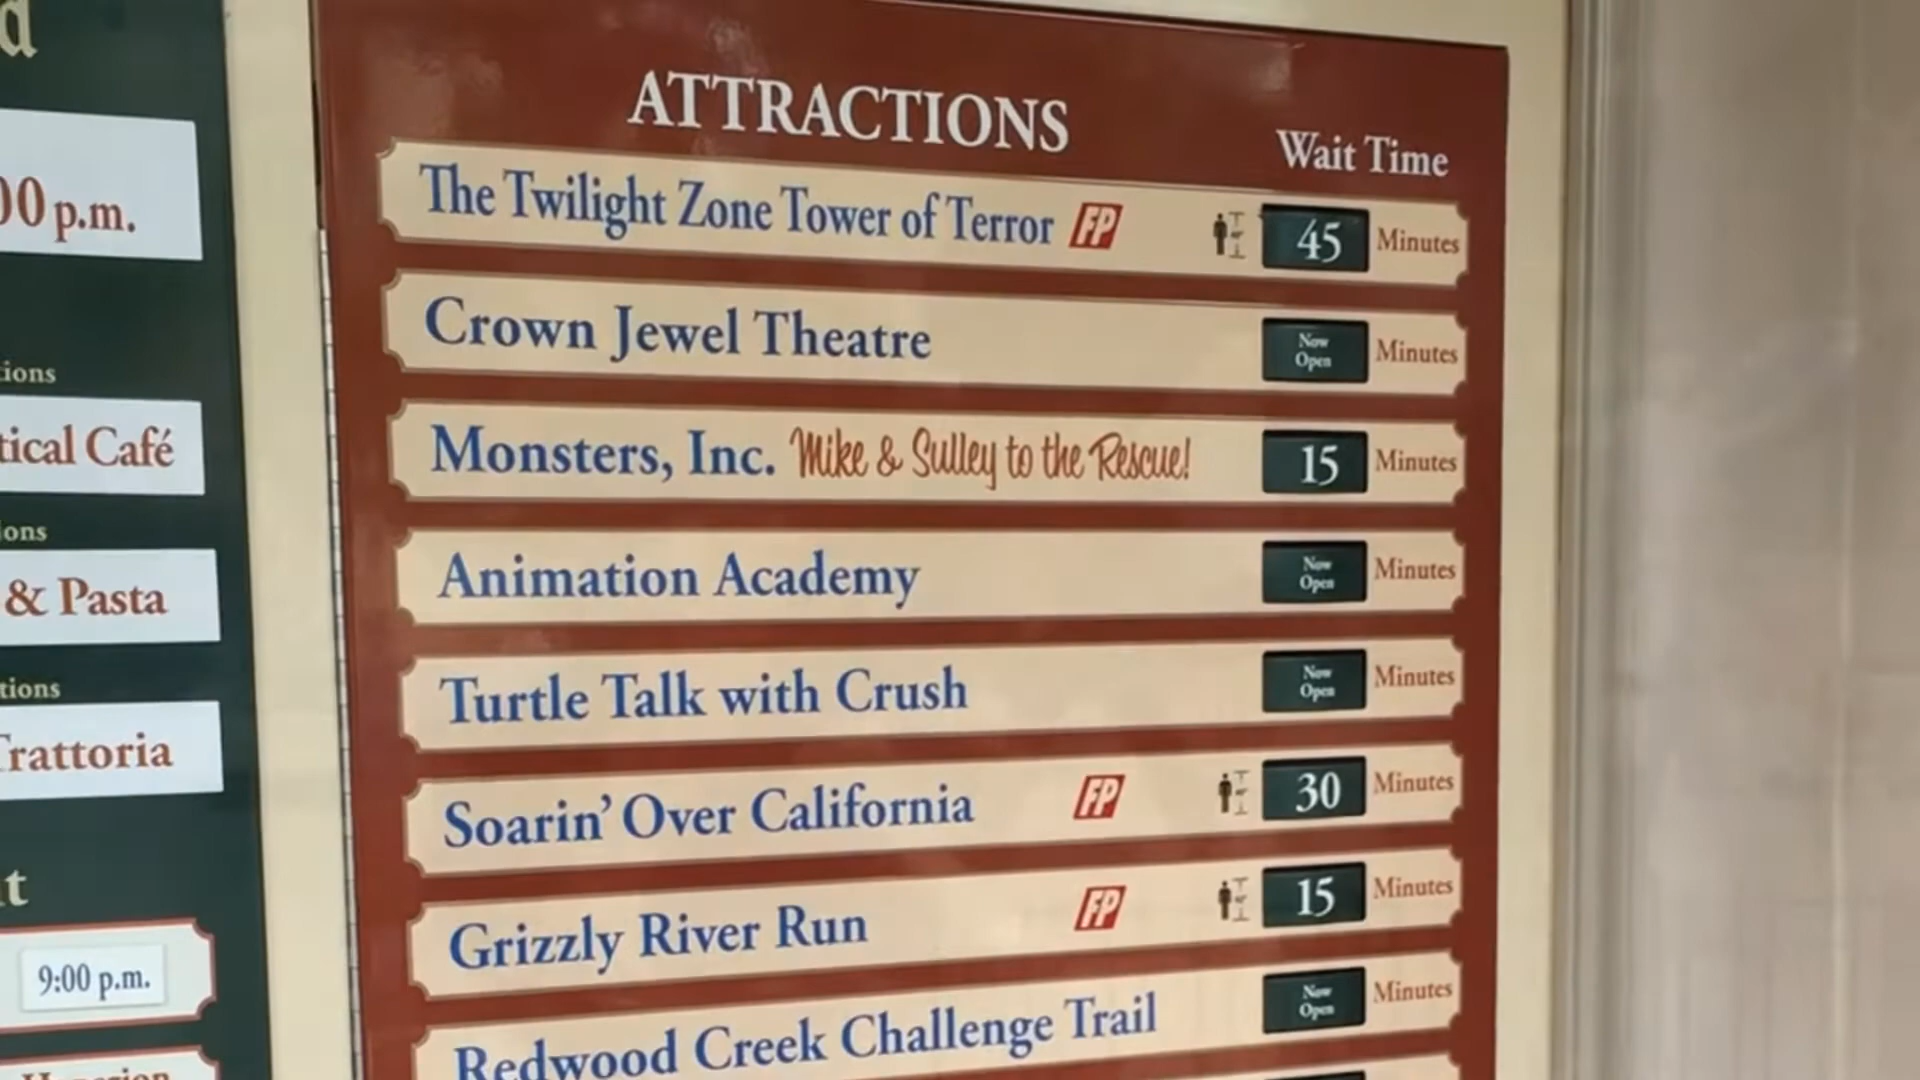 d
00 p.m.
ions
tical Café
ions
& Pasta
tions
Trattoria
t
9:00 p.m.
ATTRACTIONS
Wait Time
The Twilight Zone Tower of Terror FP 45 Minutes
Crown Jewel Theatre Now Open Minutes
Monsters, Inc. Mike & Sulley to the Rescue! 15 Minutes
Animation Academy Now Open Minutes
Turtle Talk with Crush Now Open Minutes
Soarin' Over California FP 30 Minutes
Grizzly River Run FP 15 Minutes
Redwood Creek Challenge Trail Now Open Minutes